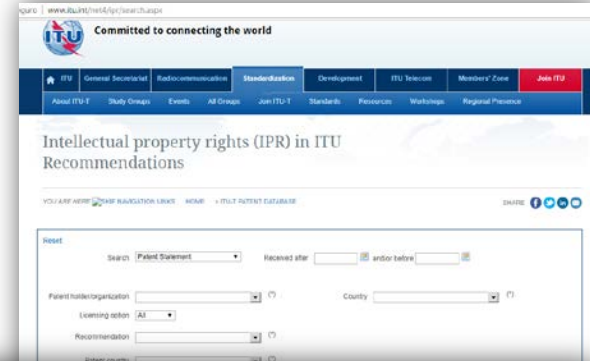 eguro | www.itu.int/net4/ipr/search.aspx
ITU
Committed to connecting the world
ITU General Secretariat Radiocommunication Standardization Development ITU Telecom Members' Zone Join ITU
About ITU-T Study Groups Events All Groups Join ITU-T Standards Resources Workshops Regional Presence
Intellectual property rights (IPR) in ITU
Recommendations
YOU ARE HERE SKIP NAVIGATION LINKS HOME > ITU-T PATENT DATABASE SHARE
Reset
Search Patent Statement Received after and/or before
Patent holder/organization (*) Country (*)
Licensing option All
Recommendation (*)
Patent country (*)